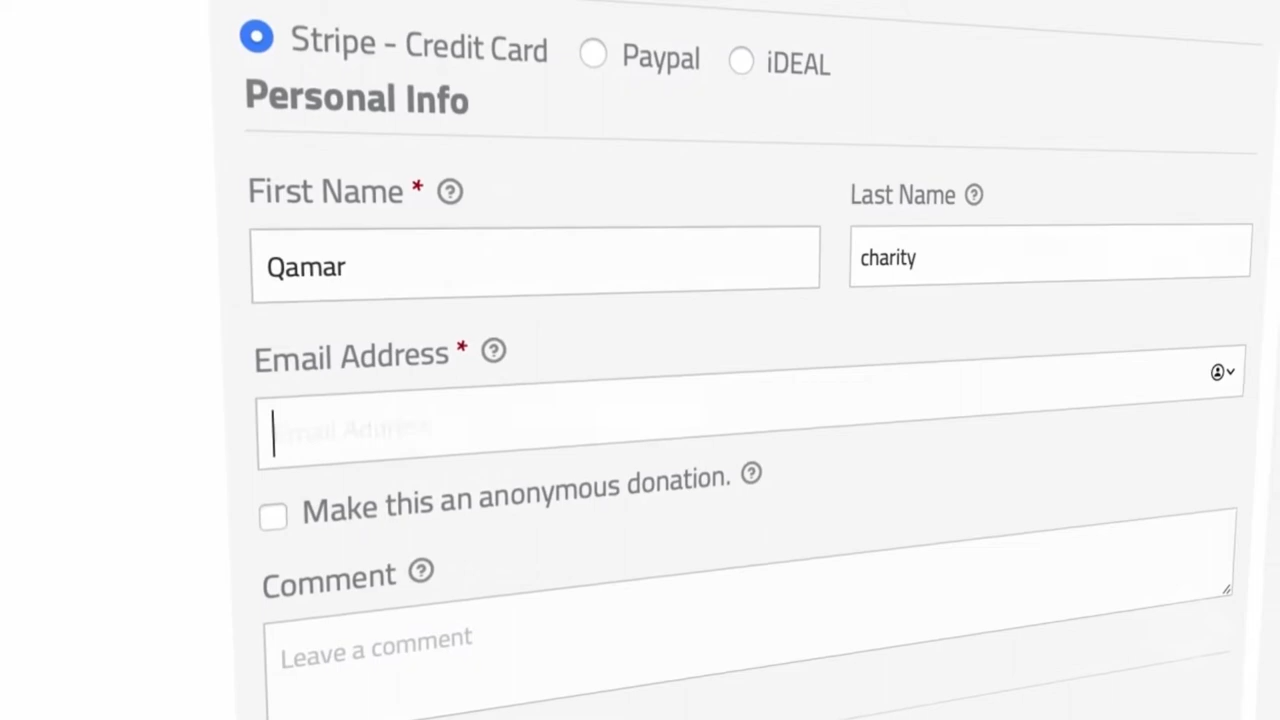 Stripe - Credit Card Paypal iDEAL
Personal Info
First Name * Last Name
Qamar charity
Email Address *
Email Address
Make this an anonymous donation.
Comment
Leave a comment